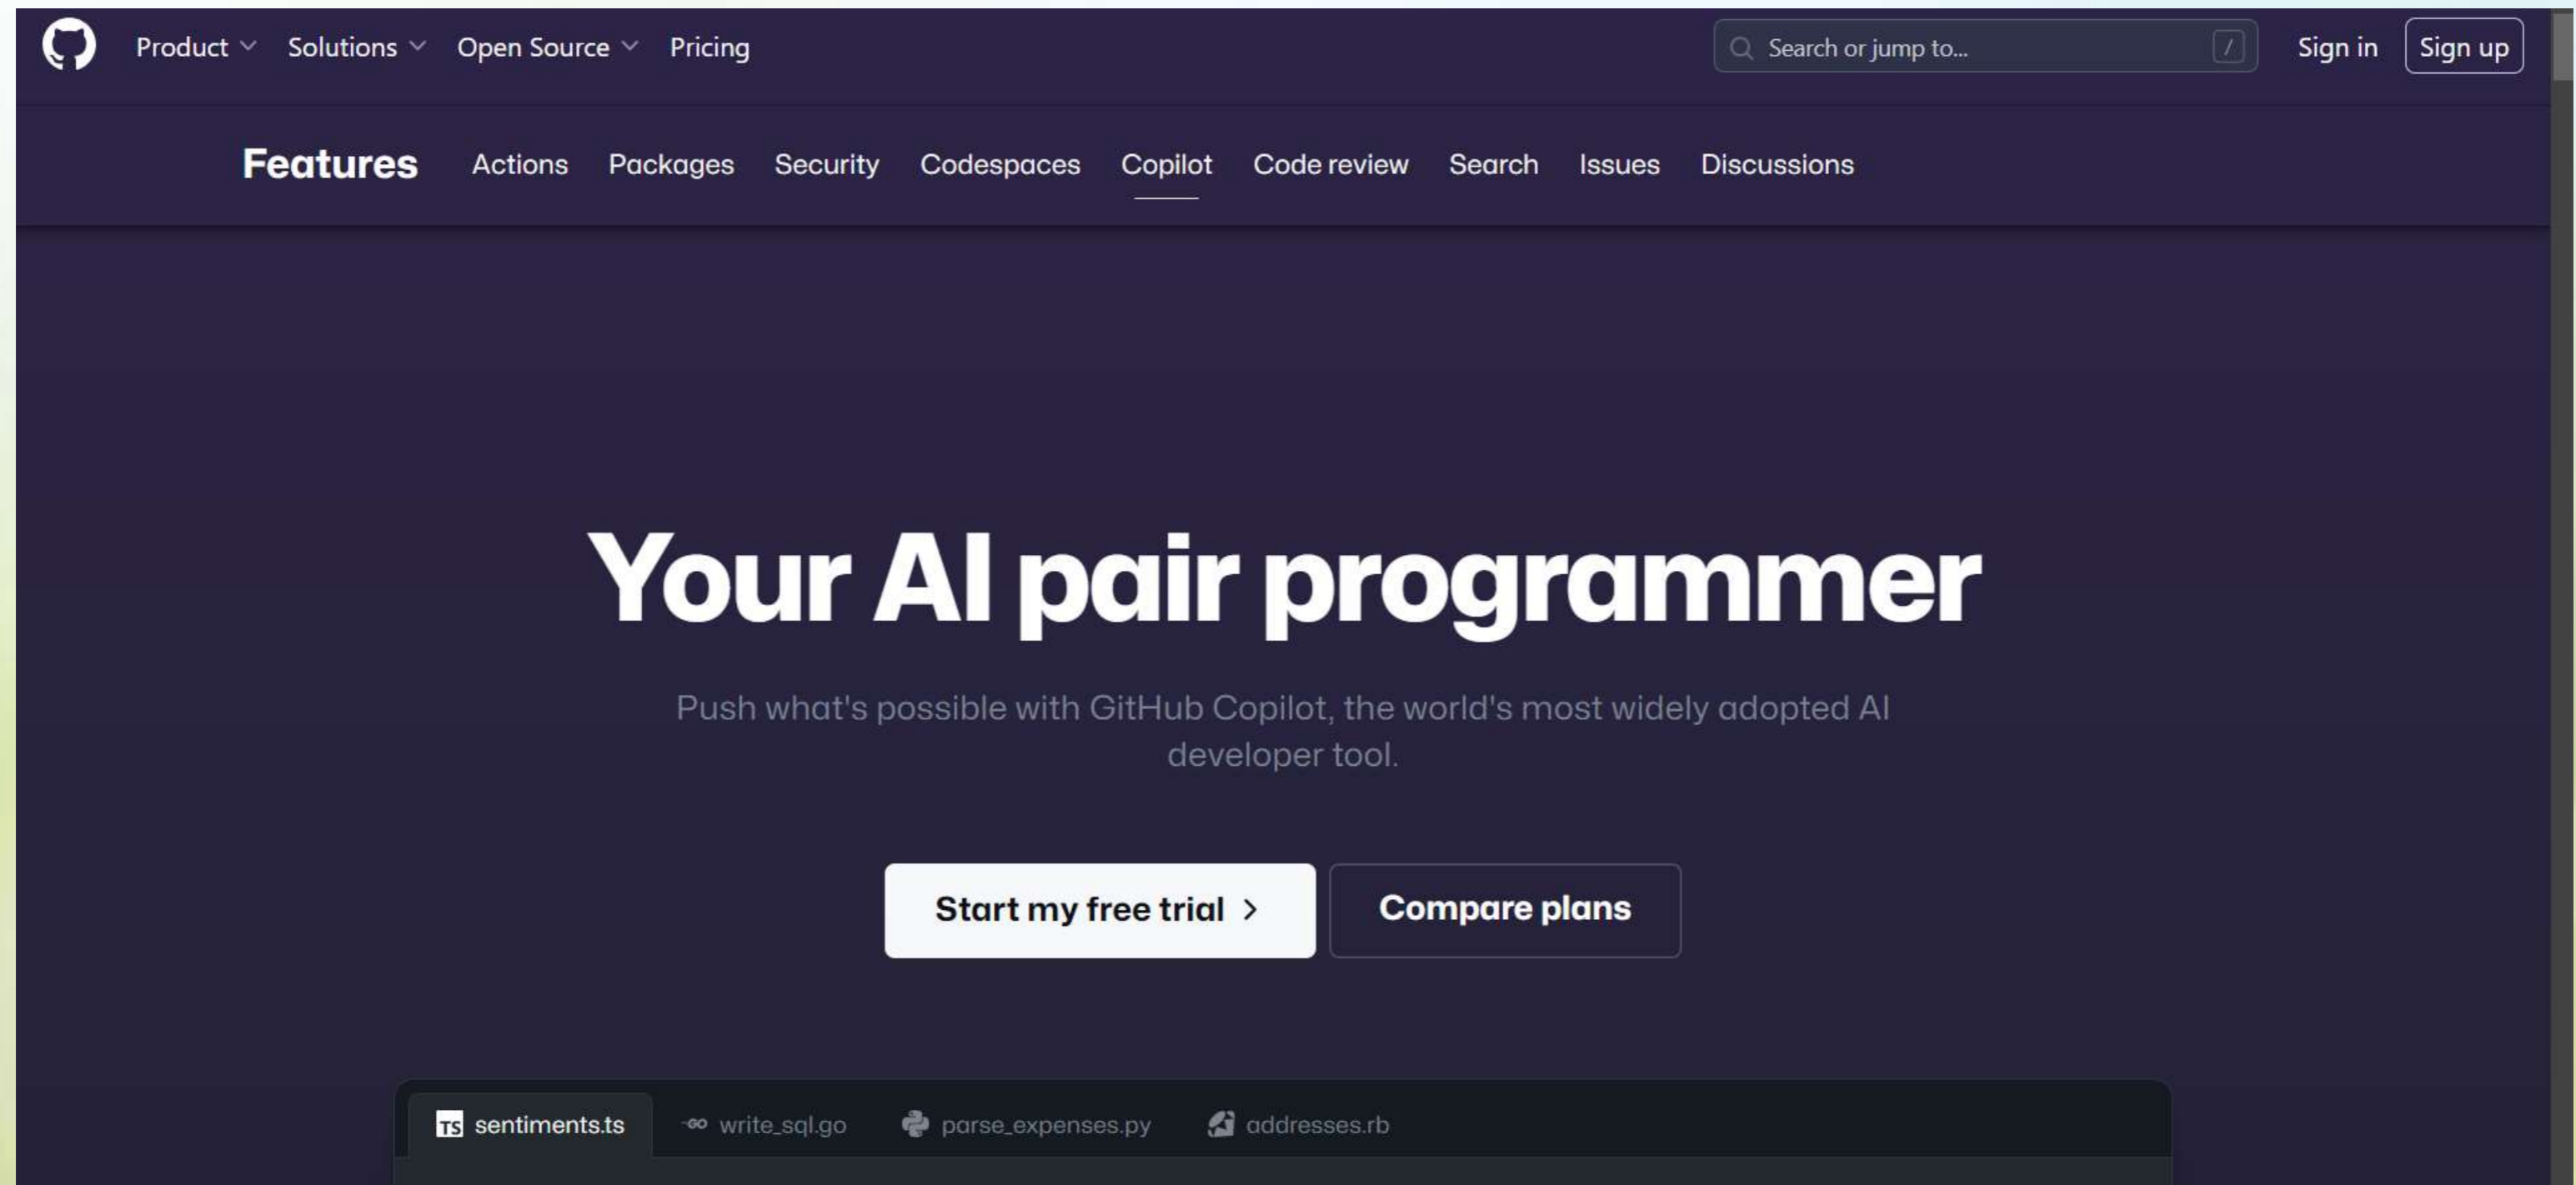 Product Solutions Open Source Pricing Search or jump to... / Sign in Sign up
Features Actions Packages Security Codespaces Copilot Code review Search Issues Discussions
Your AI pair programmer
Push what's possible with GitHub Copilot, the world's most widely adopted AI
developer tool.
Start my free trial > Compare plans
TS sentiments.ts GO write_sql.go parse_expenses.py addresses.rb